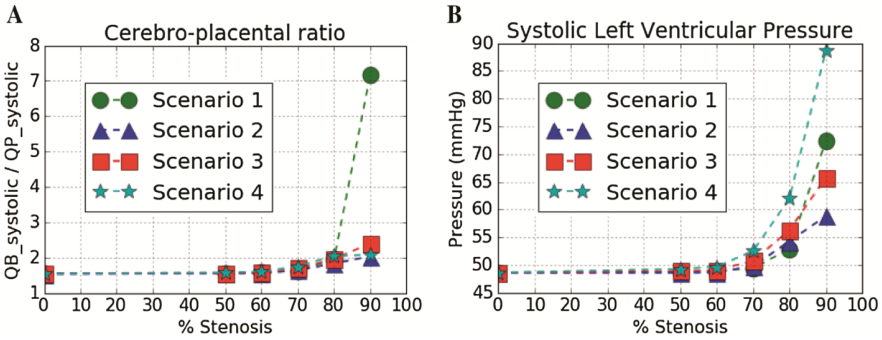 A
Cerebro-placental ratio
QB_systolic / QP_systolic
8
7
6
5
4
3
2
1
Scenario 1
Scenario 2
Scenario 3
Scenario 4
0 10 20 30 40 50 60 70 80 90 100
% Stenosis
B
Systolic Left Ventricular Pressure
Pressure (mmHg)
90
85
80
75
70
65
60
55
50
45
Scenario 1
Scenario 2
Scenario 3
Scenario 4
0 10 20 30 40 50 60 70 80 90 100
% Stenosis